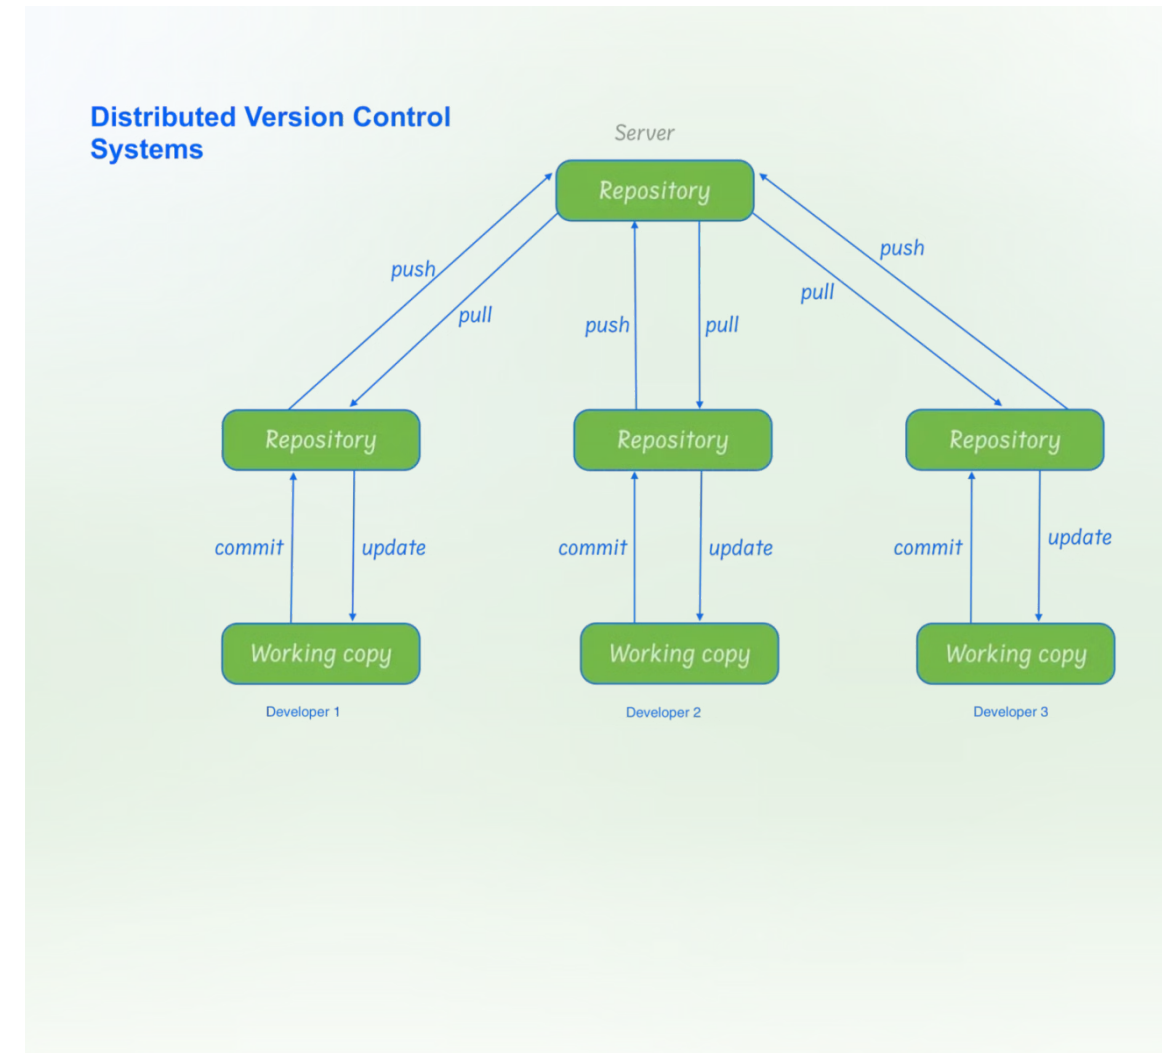 Distributed Version Control
Systems
Server
Repository
push
push
pull
pull
push
pull
Repository
Repository
Repository
commit
update
commit
update
commit
update
Working copy
Working copy
Working copy
Developer 1
Developer 2
Developer 3